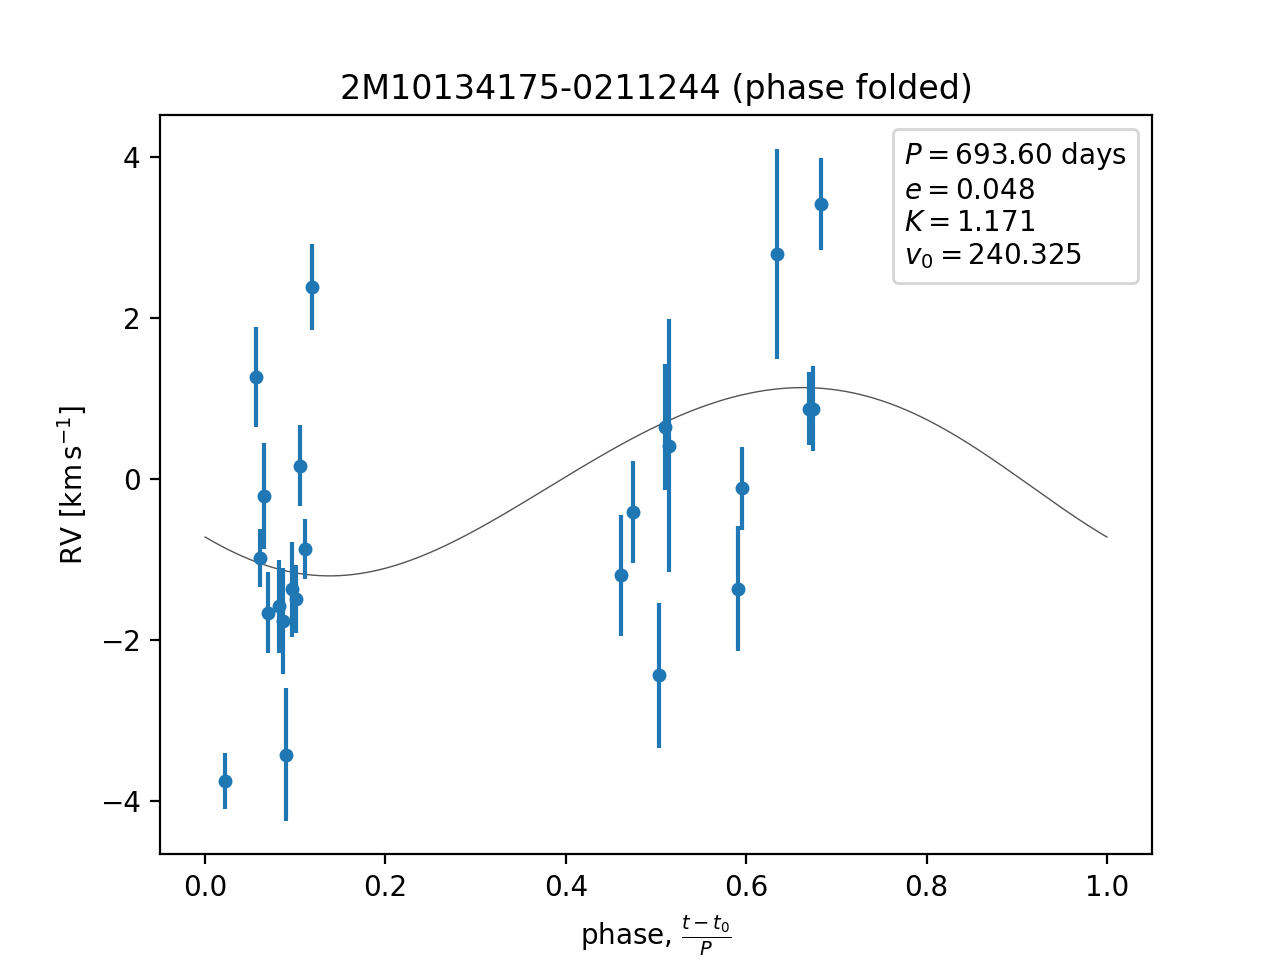 2M10134175-0211244 (phase folded)
P = 693.60 days
e = 0.048
K = 1.171
v₀ = 240.325
4
2
0
−2
−4
RV [km s⁻¹]
0.0 0.2 0.4 0.6 0.8 1.0
phase, (t − t₀)/P